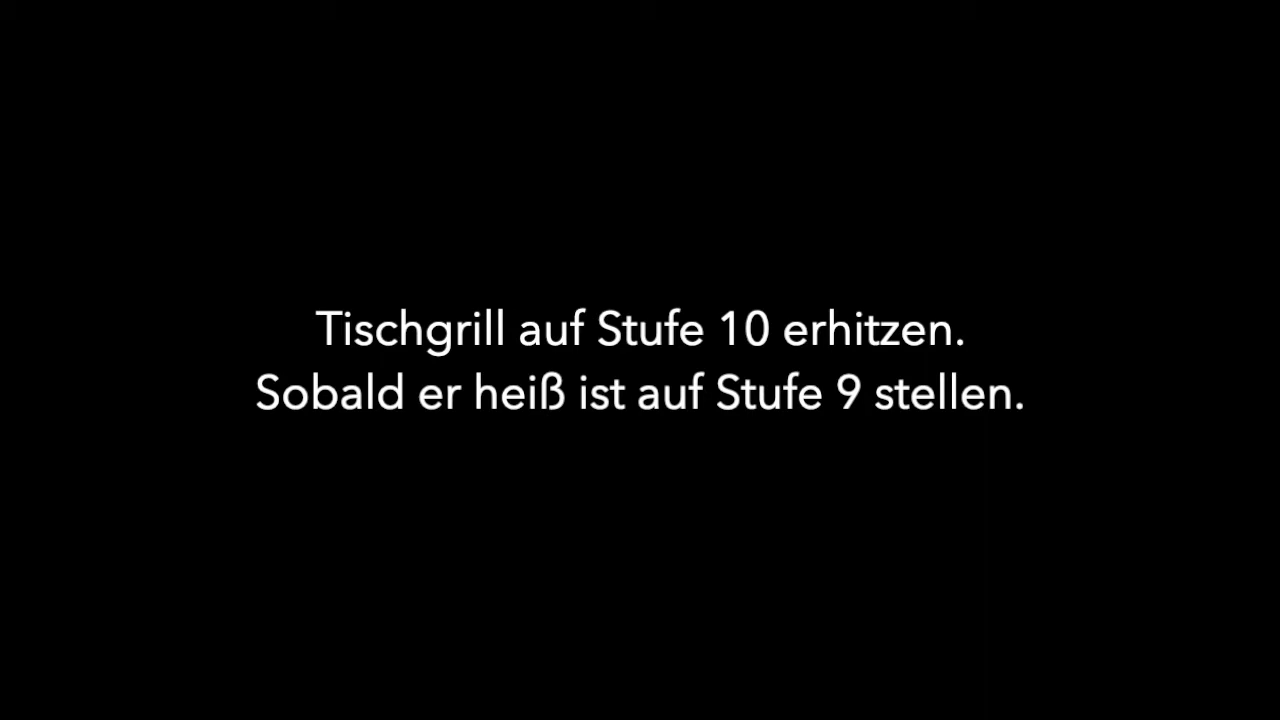 Tischgrill auf Stufe 10 erhitzen.
Sobald er heiß ist auf Stufe 9 stellen.